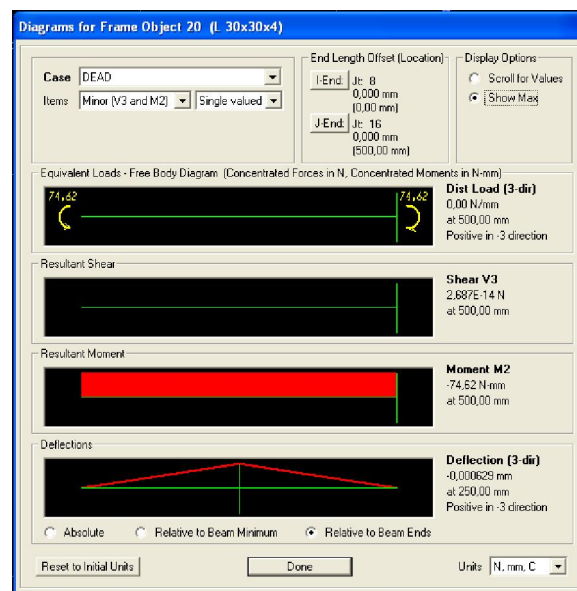 Diagrams for Frame Object 20 (L 30x30x4)
Case DEAD
Items Minor (V3 and M2) Single valued
End Length Offset (Location)
I-End: Jt: 8
0,000 mm
(0,00 mm)
J-End: Jt: 16
0,000 mm
(500,00 mm)
Display Options
Scroll for Values
Show Max
Equivalent Loads - Free Body Diagram (Concentrated Forces in N, Concentrated Moments in N-mm)
74,62 74,62
Dist Load (3-dir)
0,00 N/mm
at 500,00 mm
Positive in -3 direction
Resultant Shear
Shear V3
2,687E-14 N
at 500,00 mm
Resultant Moment
Moment M2
-74,62 N-mm
at 500,00 mm
Deflections
Deflection (3-dir)
-0,000629 mm
at 250,00 mm
Positive in -3 direction
Absolute Relative to Beam Minimum Relative to Beam Ends
Reset to Initial Units Done Units N, mm, C